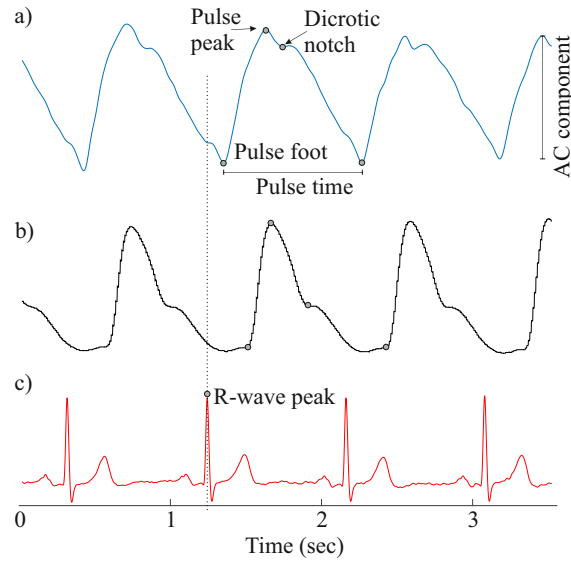 a)
Pulse
peak
Dicrotic
notch
AC component
Pulse foot
Pulse time
b)
c)
R-wave peak
0 1 2 3
Time (sec)